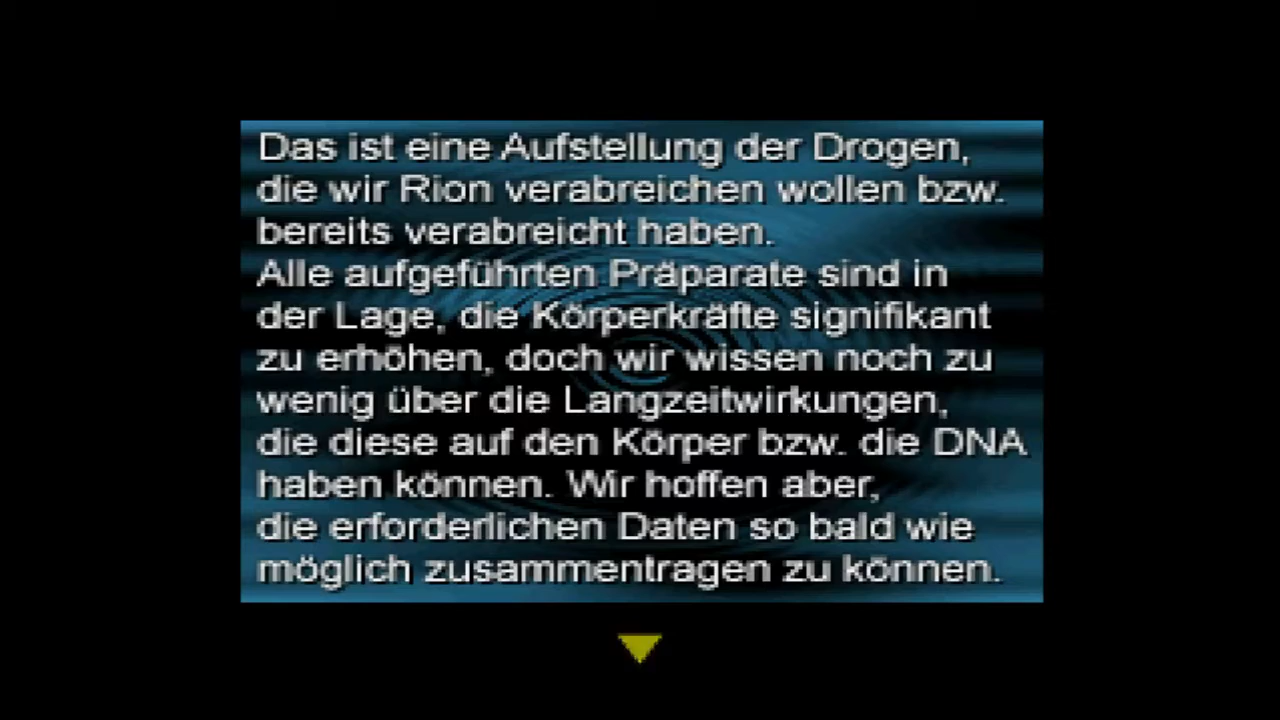 Das ist eine Aufstellung der Drogen,
die wir Rion verabreichen wollen bzw.
bereits verabreicht haben.
Alle aufgeführten Präparate sind in
der Lage, die Körperkräfte signifikant
zu erhöhen, doch wir wissen noch zu
wenig über die Langzeitwirkungen,
die diese auf den Körper bzw. die DNA
haben können. Wir hoffen aber,
die erforderlichen Daten so bald wie
möglich zusammentragen zu können.